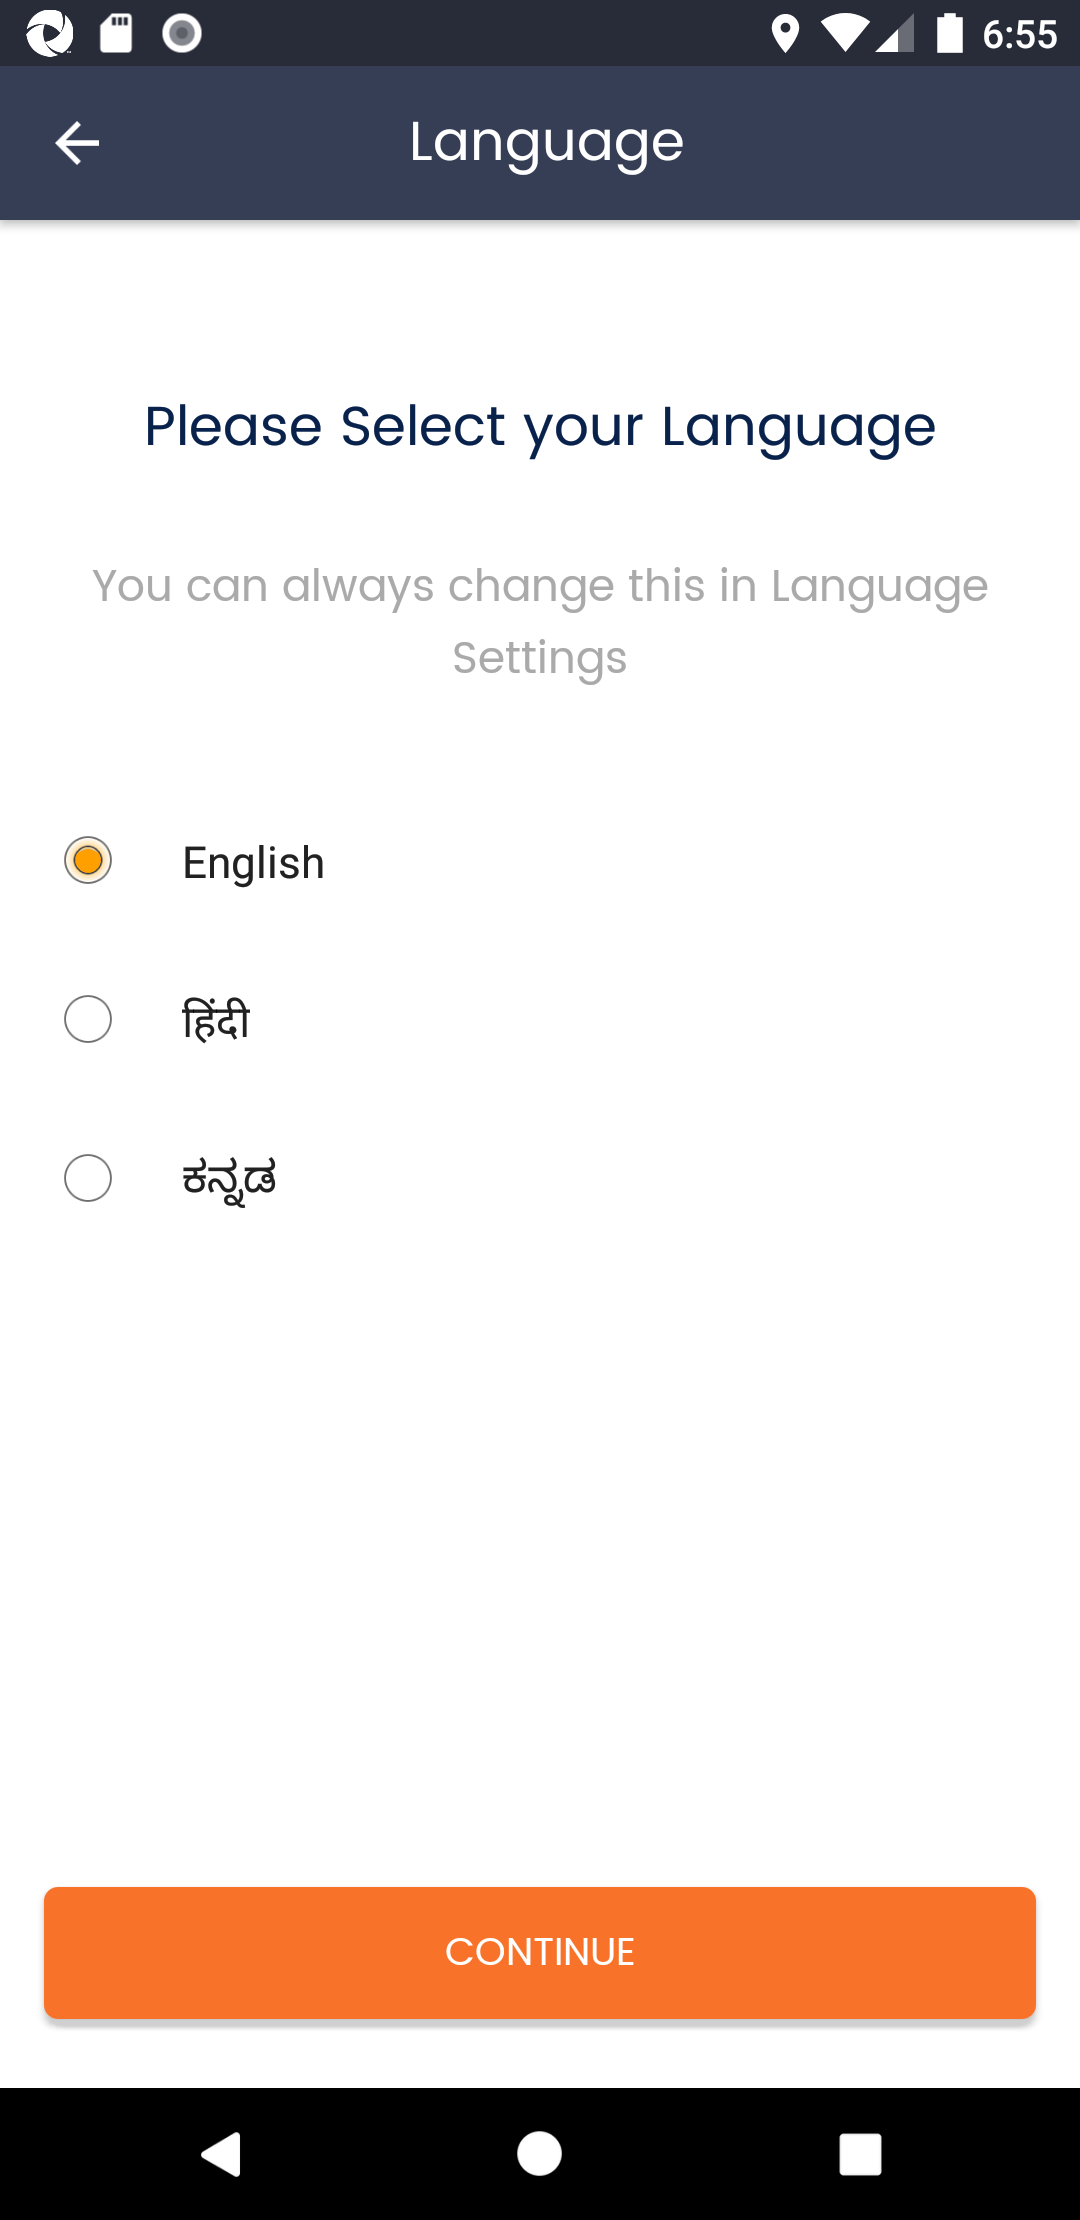 6:55
Language
Please Select your Language
You can always change this in Language
Settings
English
हिंदी
ಕನ್ನಡ
CONTINUE